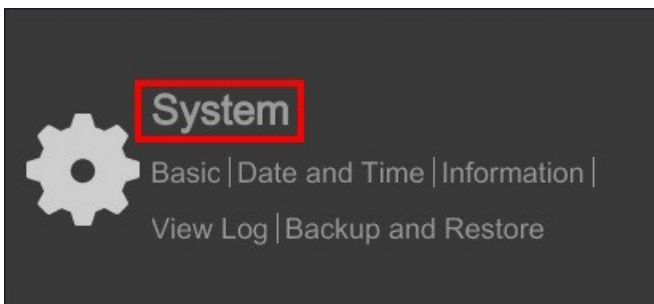 System
Basic | Date and Time | Information |
View Log | Backup and Restore